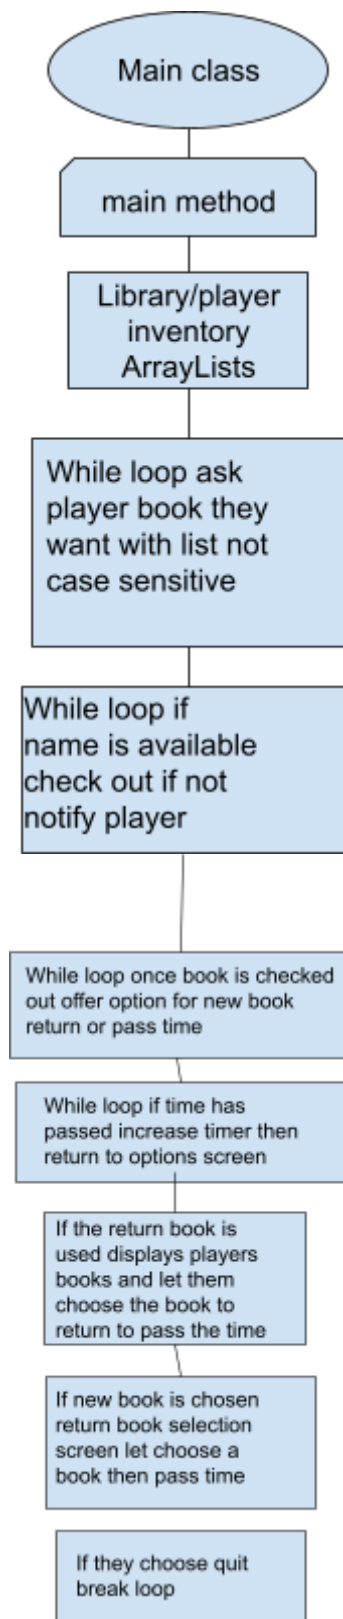 Main class
main method
Library/player
inventory
ArrayLists
While loop ask
player book they
want with list not
case sensitive
While loop if
name is available
check out if not
notify player
While loop once book is checked
out offer option for new book
return or pass time
While loop if time has
passed increase timer then
return to options screen
If the return book is
used displays players
books and let them
choose the book to
return to pass the time
If new book is chosen
return book selection
screen let choose a
book then pass time
If they choose quit
break loop